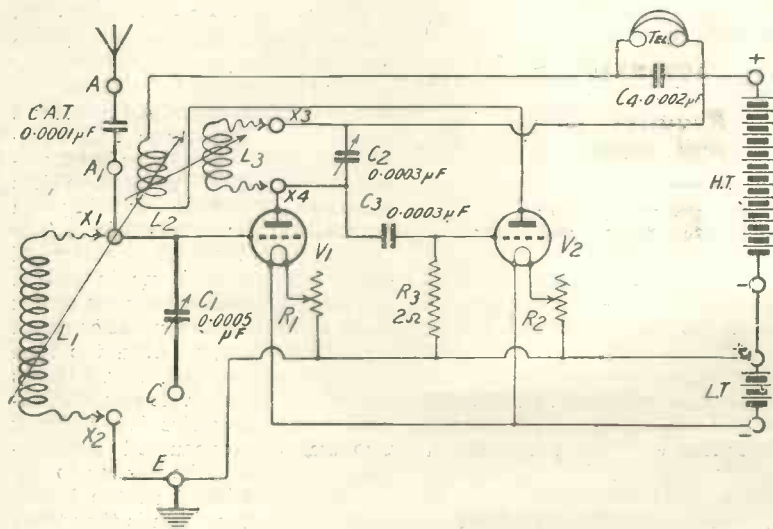 TEL.
+
C4 0.002μF
A
X3
C.A.T.
0.0001μF
L3
C2
0.0003μF
H.T.
A1
X4
C3
0.0003μF
L2
X1
V1
V2
-
C1
0.0005
μF
R1
R3
2Ω
R2
L1
+
C
L.T
X2
E
-